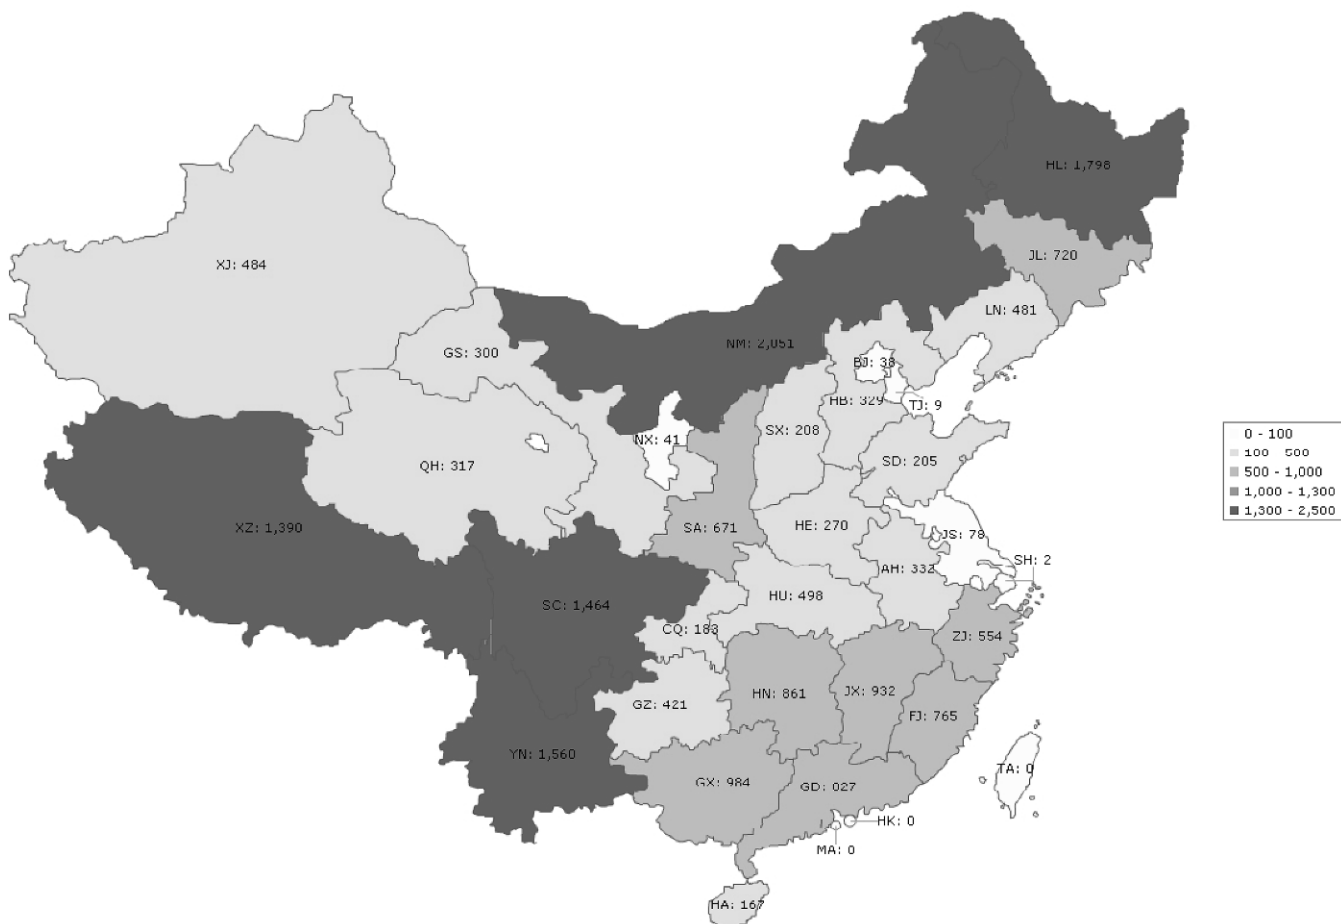 HL: 1,798
XJ: 484
JL: 720
LN: 481
NM: 2,051
GS: 300
BJ: 38
HB: 329
TJ: 9
SX: 208
NX: 41
SD: 205
QH: 317
XZ: 1,390
SA: 671
HE: 270
JS: 78
SH: 2
AH: 332
SC: 1,464
HU: 498
CQ: 183
ZJ: 554
GZ: 421
HN: 861
JX: 932
FJ: 765
YN: 1,560
GX: 984
GD: 027
TA: 0
HK: 0
MA: 0
HA: 167
0 - 100
100 - 500
500 - 1,000
1,000 - 1,300
1,300 - 2,500